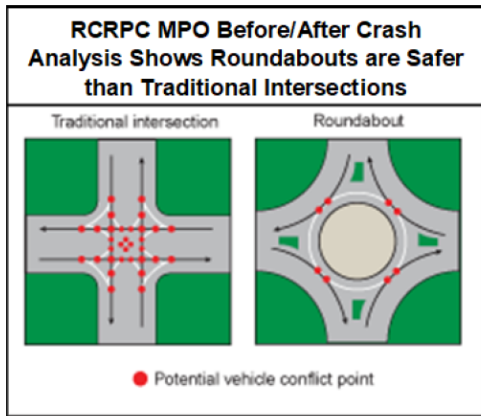 RCRPC MPO Before/After Crash
Analysis Shows Roundabouts are Safer
than Traditional Intersections
Traditional intersection
Roundabout
Potential vehicle conflict point